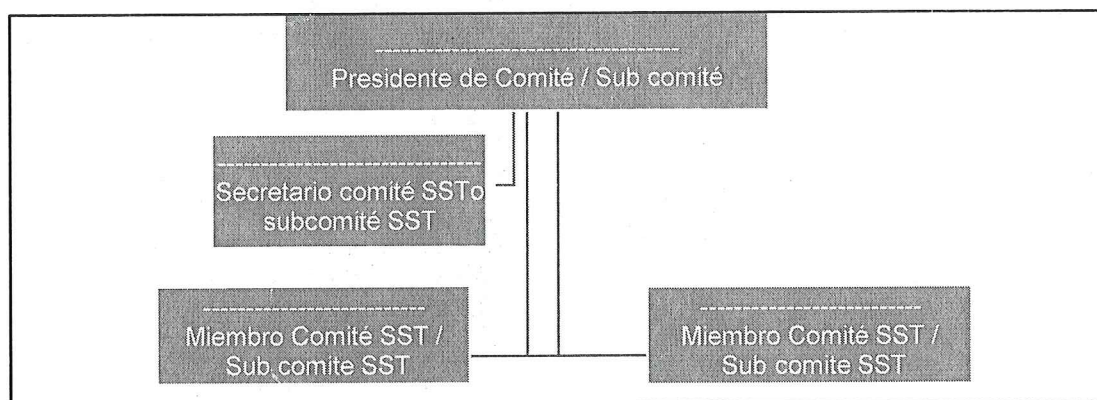 ------------------------------------
Presidente de Comité / Sub comité
--------------------------------
Secretario comité SSTo
subcomité SST
--------------------------
Miembro Comité SST /
Sub comite SST
--------------------------
Miembro Comité SST /
Sub comite SST